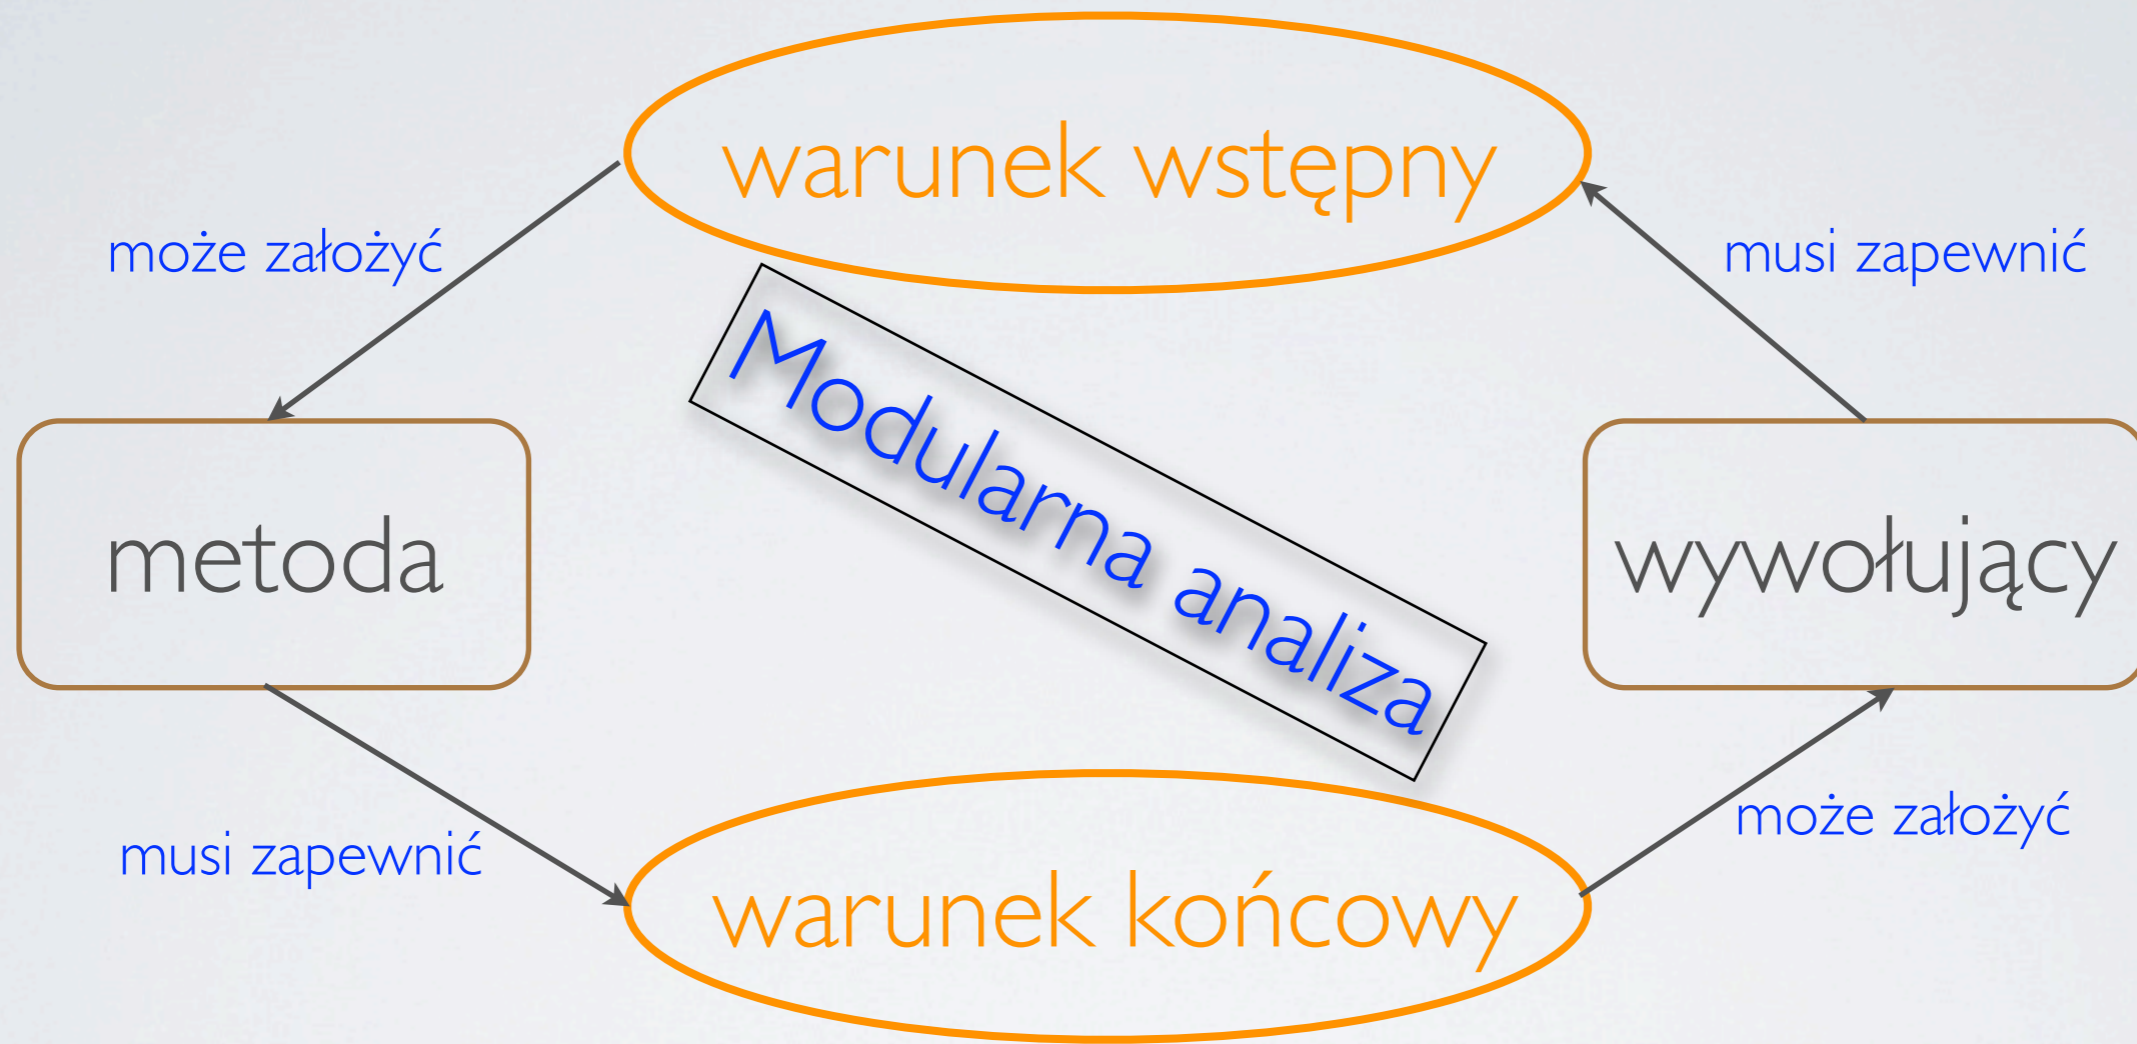 warunek wstępny
może założyć
musi zapewnić
Modularna analiza
metoda
wywołujący
musi zapewnić
może założyć
warunek końcowy